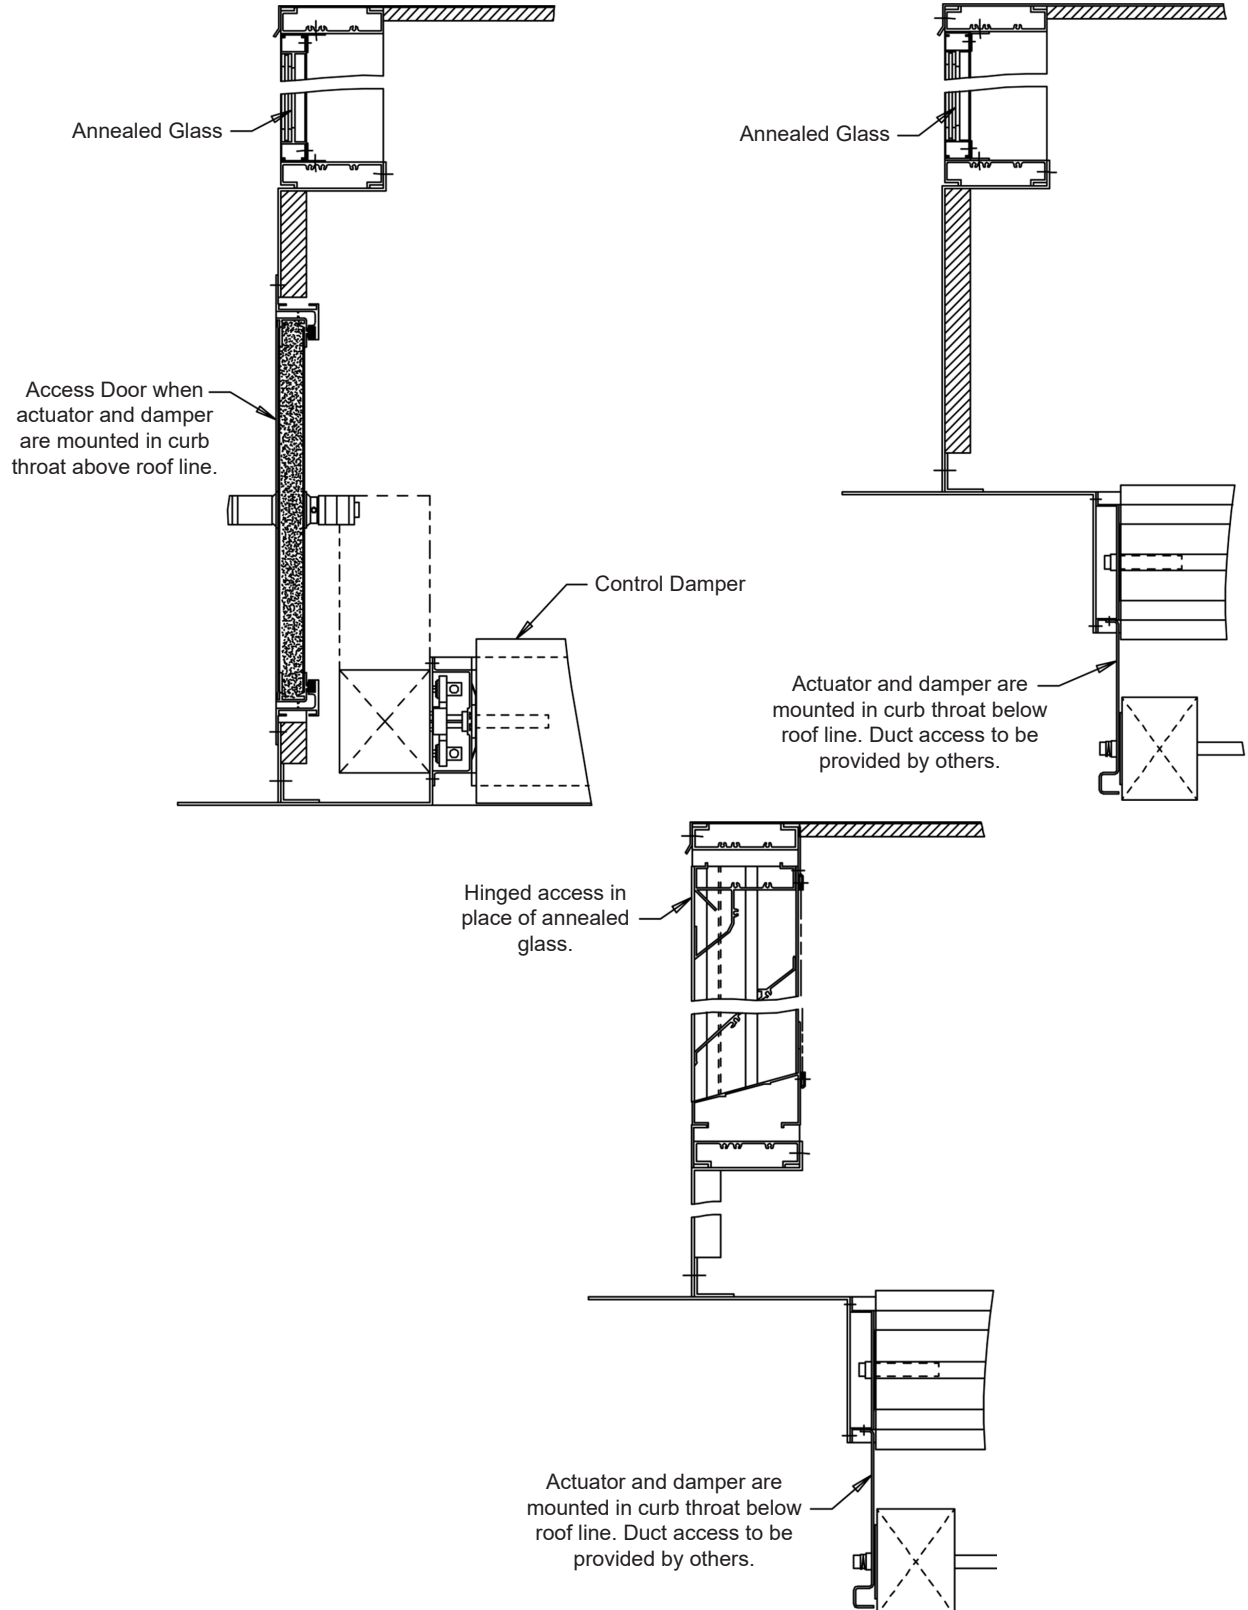 Annealed Glass
Annealed Glass
Access Door when
actuator and damper
are mounted in curb
throat above roof line.
Control Damper
Actuator and damper are
mounted in curb throat below
roof line. Duct access to be
provided by others.
Hinged access in
place of annealed
glass.
Actuator and damper are
mounted in curb throat below
roof line. Duct access to be
provided by others.